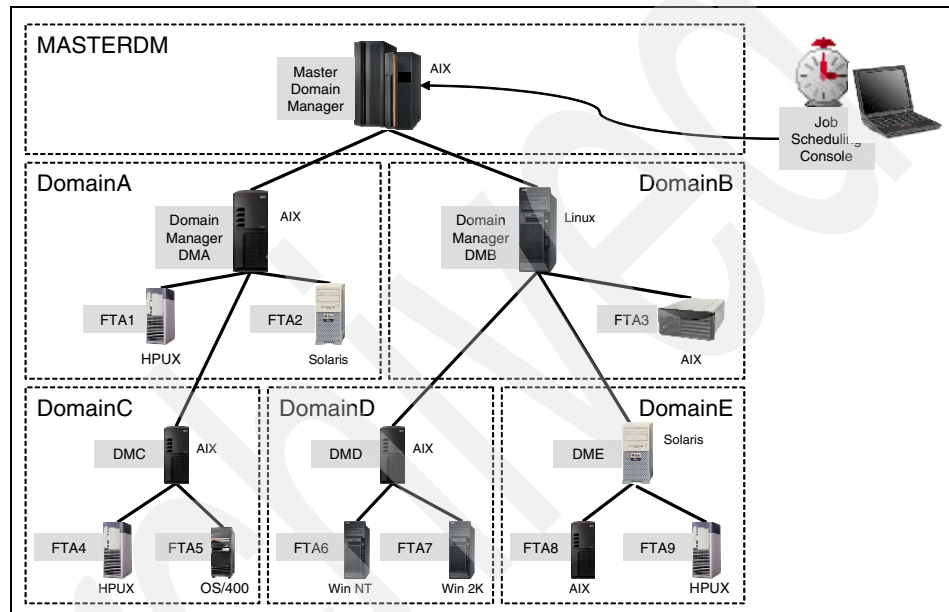 MASTERDM
Master
Domain
Manager
AIX
Job
Scheduling
Console
DomainA
Domain
Manager
DMA
AIX
FTA1
HPUX
FTA2
Solaris
DomainB
Domain
Manager
DMB
Linux
FTA3
AIX
DomainC
DMC
AIX
FTA4
HPUX
FTA5
OS/400
DomainD
DMD
AIX
FTA6
Win NT
FTA7
Win 2K
DomainE
DME
Solaris
FTA8
AIX
FTA9
HPUX